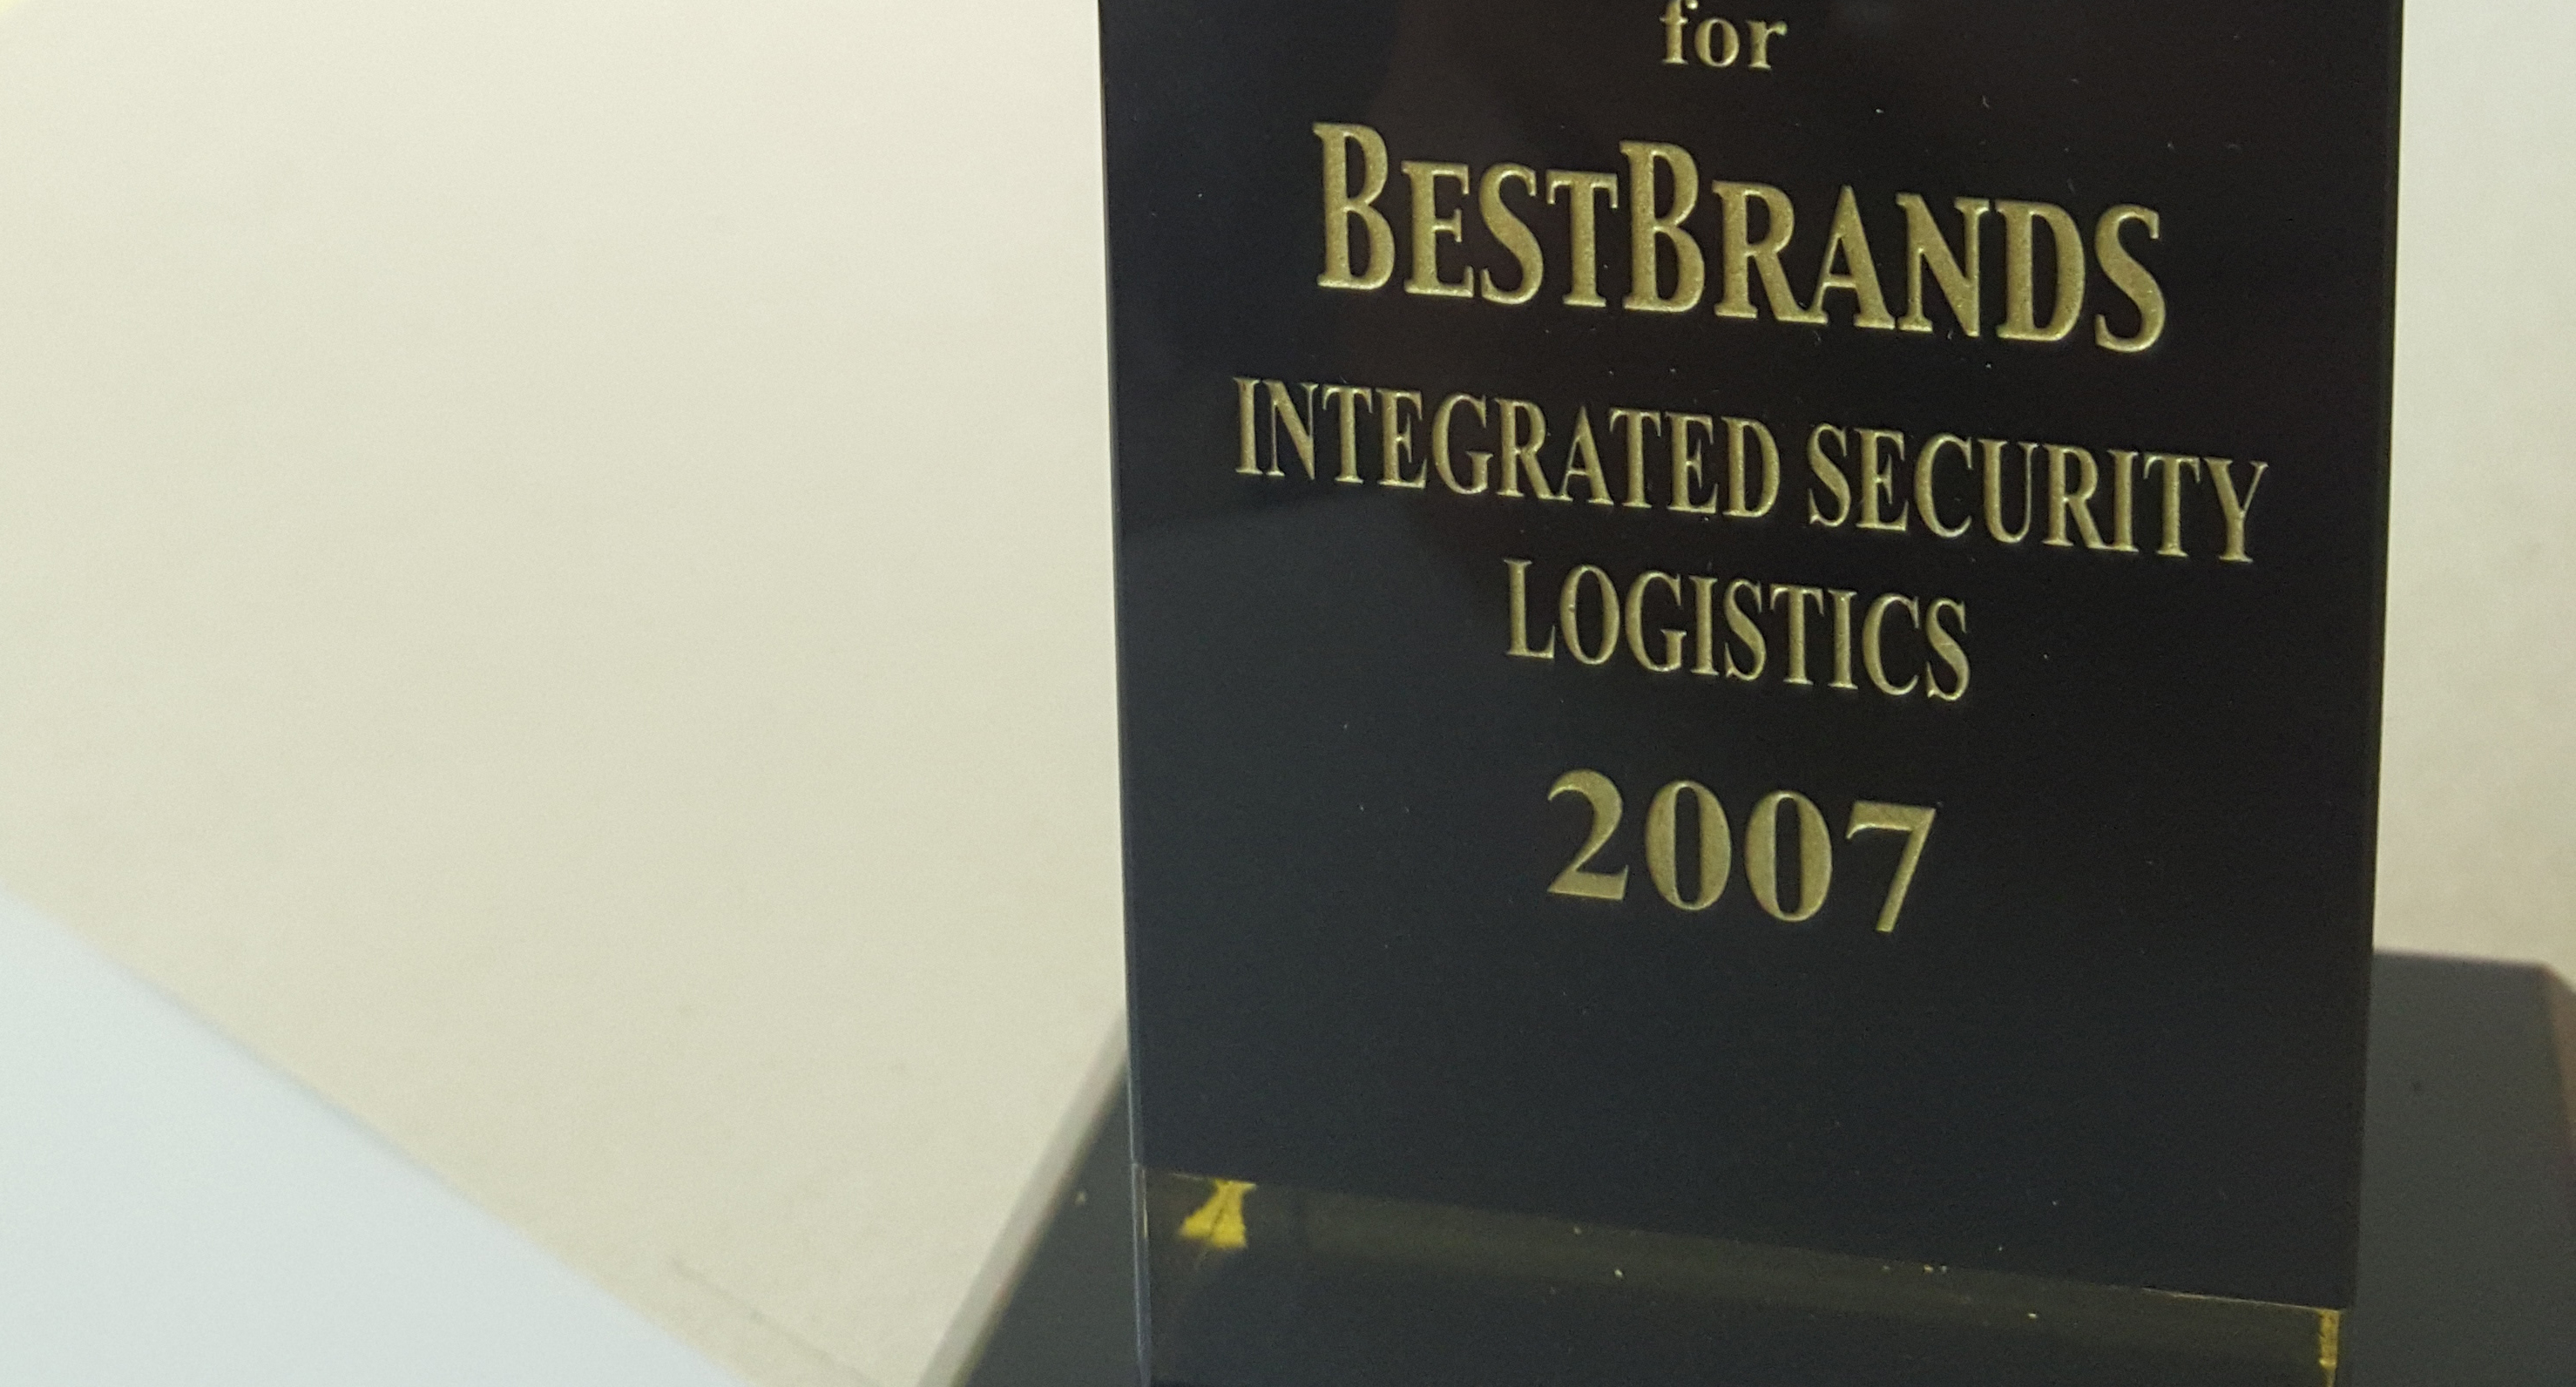 for
BESTBRANDS
INTEGRATED SECURITY
LOGISTICS
2007